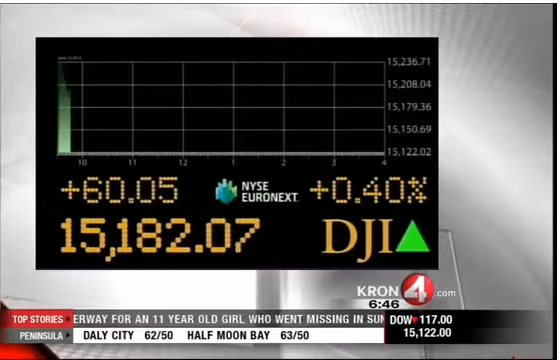 15,236.71
15,208.04
15,179.36
15,150.69
15,122.02
10 11 12 1 2 3 4
+60.05 NYSE EURONEXT. +0.40%
15,182.07 DJI
KRON 4 .com
6:46
TOP STORIES ERWAY FOR AN 11 YEAR OLD GIRL WHO WENT MISSING IN SUN DOW 117.00
PENINSULA DALY CITY 62/50 HALF MOON BAY 63/50 15,122.00